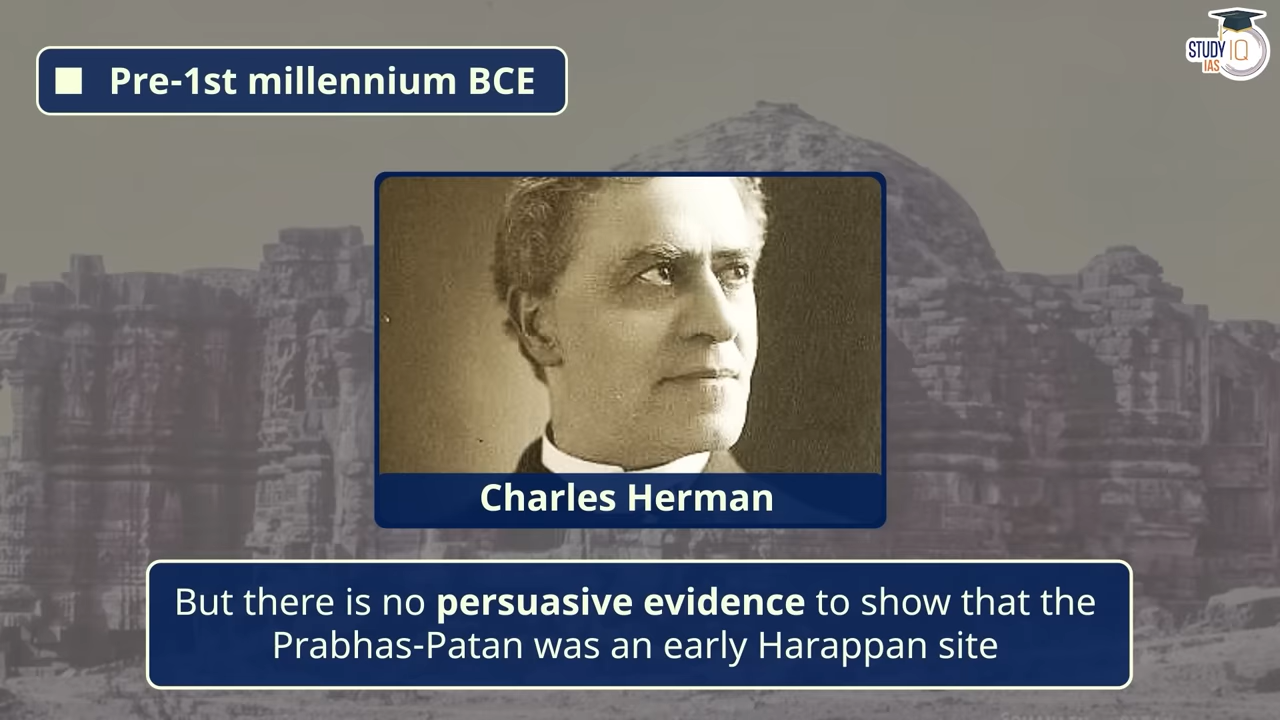 Pre-1st millennium BCE
STUDY IQ
IAS
Charles Herman
But there is no persuasive evidence to show that the
Prabhas-Patan was an early Harappan site